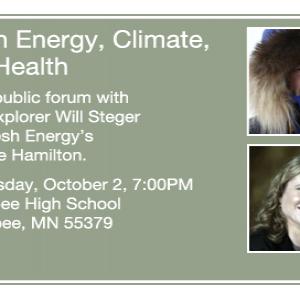 n Energy, Climate,
Health
public forum with
xplorer Will Steger
esh Energy's
e Hamilton.
sday, October 2, 7:00PM
ee High School
pee, MN 55379